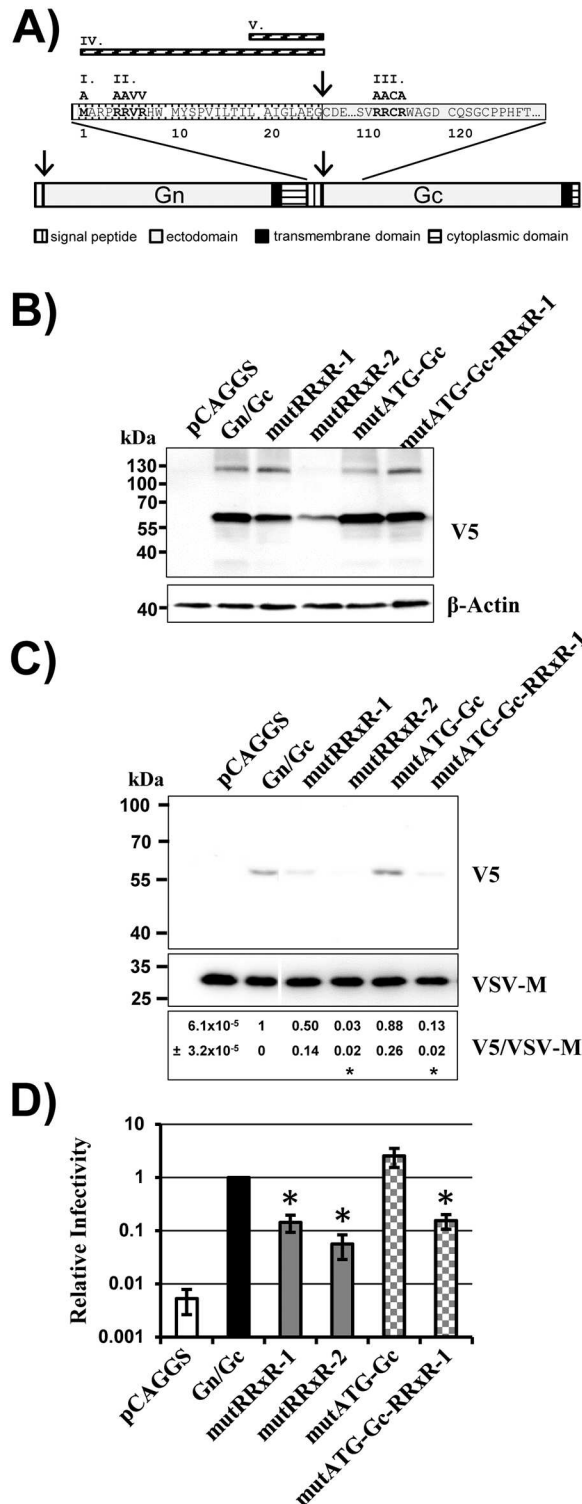 A)
V.
IV.
I. II. III.
A AAVV AACA
MARPRRVRHW MYSPVILTIL AIGLAEGCDE...SVRRCRWAGD CQSGCPPHFT...
1 10 20 110 120
Gn Gc
signal peptide ectodomain transmembrane domain cytoplasmic domain
B)
pCAGGS Gn/Gc mutRRxR-1 mutRRxR-2 mutATG-Gc mutATG-Gc-RRxR-1
kDa
130
100
70
55
40
V5
40
β-Actin
C)
pCAGGS Gn/Gc mutRRxR-1 mutRRxR-2 mutATG-Gc mutATG-Gc-RRxR-1
kDa
100
70
55
40
V5
35
25
VSV-M
6.1x10-5 1 0.50 0.03 0.88 0.13
± 3.2x10-5 0 0.14 0.02 0.26 0.02
* *
V5/VSV-M
D)
Relative Infectivity
10
1
0.1
0.01
0.001
* * *
pCAGGS Gn/Gc mutRRxR-1 mutRRxR-2 mutATG-Gc mutATG-Gc-RRxR-1